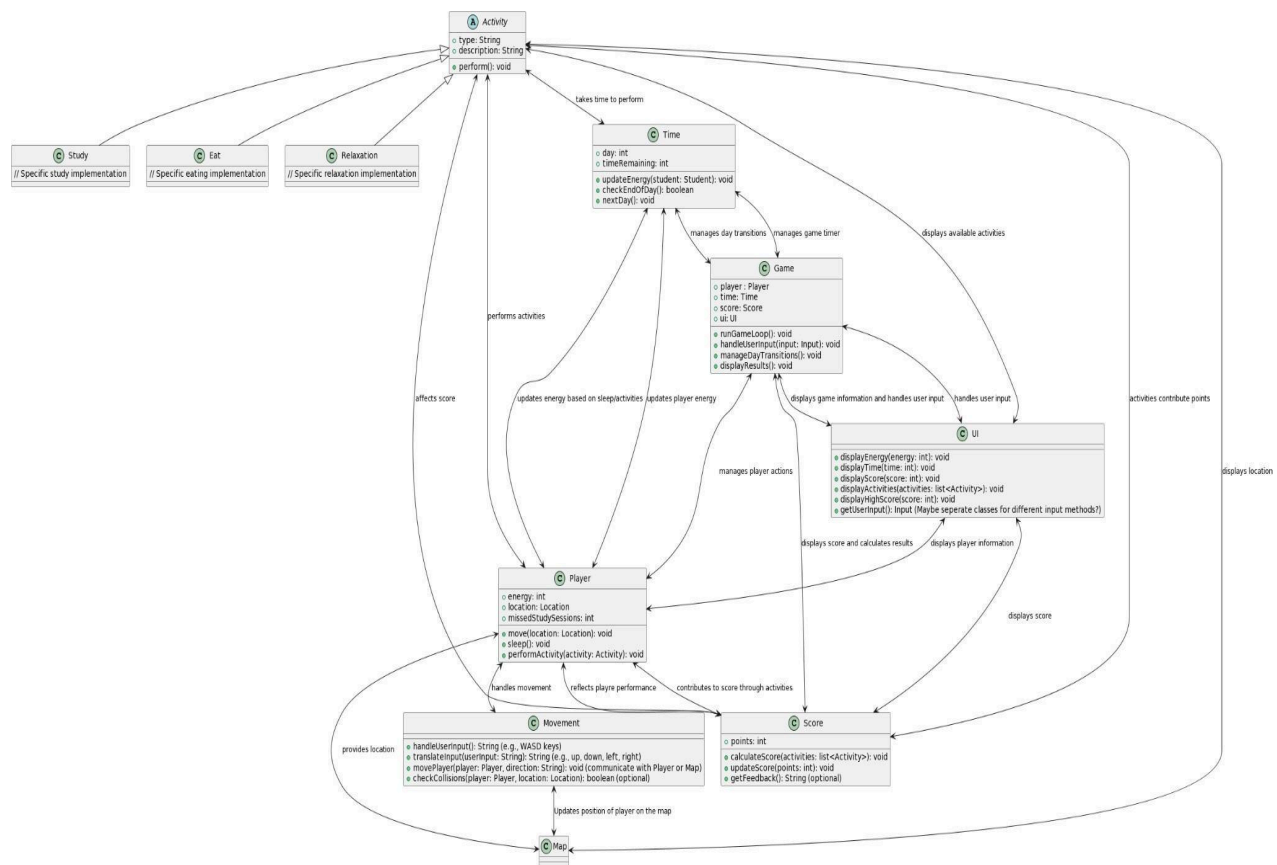 A Activity
type: String
description: String
perform(): void
takes time to perform
C Study
// Specific study implementation
C Eat
// Specific eating implementation
C Relaxation
// Specific relaxation implementation
C Time
day: int
timeRemaining: int
updateEnergy(student: Student): void
checkEndOfDay(): boolean
nextDay(): void
manages day transitions
manages game timer
displays available activities
C Game
player : Player
time: Time
score: Score
ui: UI
runGameLoop(): void
handleUserInput(input: Input): void
manageDayTransitions(): void
displayResults(): void
performs activities
affects score
updates energy based on sleep/activities
updates player energy
displays game information and handles user input
handles user input
activities contribute points
C UI
displayEnergy(energy: int): void
displayTime(time: int): void
displayScore(score: int): void
displayActivities(activities: list<Activity>): void
displayHighScore(score: int): void
getUserInput(): Input (Maybe seperate classes for different input methods?)
manages player actions
displays location
displays score and calculates results
displays player information
C Player
energy: int
location: Location
missedStudySessions: int
move(location: Location): void
sleep(): void
performActivity(activity: Activity): void
displays score
handles movement
reflects playre performance
contributes to score through activities
C Movement
handleUserInput(): String (e.g., WASD keys)
translateInput(userInput: String): String (e.g., up, down, left, right)
movePlayer(player: Player, direction: String): void (communicate with Player or Map)
checkCollisions(player: Player, location: Location): boolean (optional)
C Score
points: int
calculateScore(activities: list<Activity>): void
updateScore(points: int): void
getFeedback(): String (optional)
provides location
Updates position of player on the map
C Map